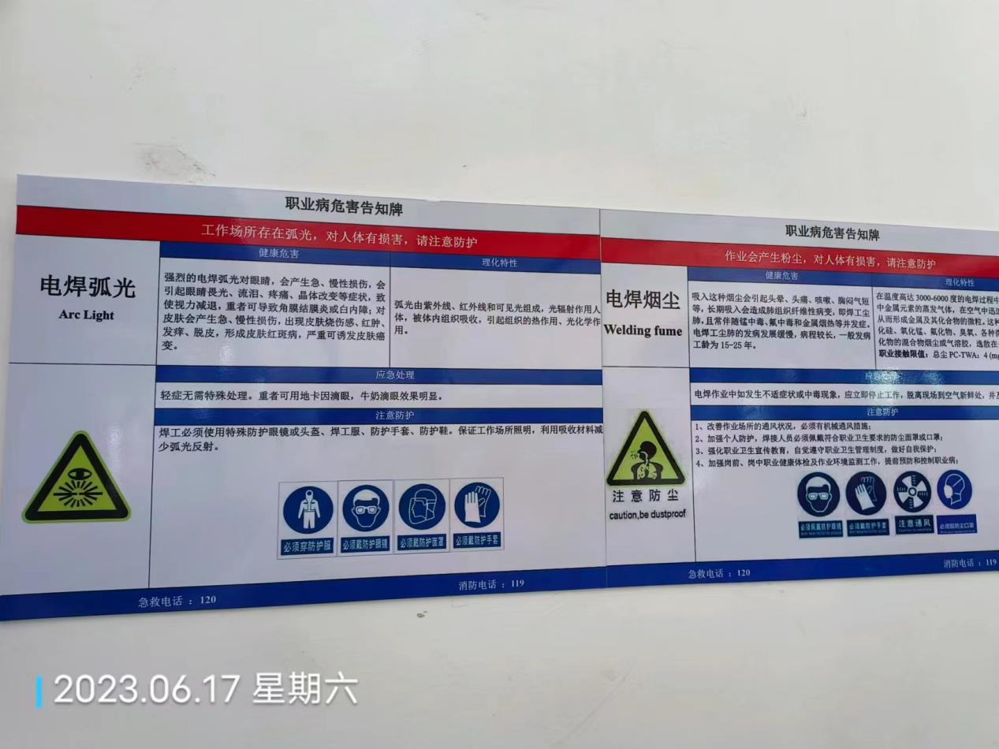 职业病危害告知牌
工作场所存在弧光，对人体有损害，请注意防护
电焊弧光
Arc Light
健康危害
强烈的电焊弧光对眼睛，会产生急、慢性损伤，会
引起眼睛畏光、流泪、疼痛、晶体改变等症状，致
使视力减退，重者可导致角膜结膜炎或白内障；对
皮肤会产生急、慢性损伤，出现皮肤烧伤感、红肿、
发痒、脱皮，形成皮肤红斑病，严重可诱发皮肤癌
变。
理化特性
弧光由紫外线、红外线和可见光组成，光辐射作用人
体，被体内组织吸收，引起组织的热作用、光化学作
用。
应急处理
轻症无需特殊处理。重者可用地卡因滴眼，牛奶滴眼效果明显。
注意防护
焊工必须使用特殊防护眼镜或头盔、焊工服、防护手套、防护鞋。保证工作场所照明，利用吸收材料减
少弧光反射。
必须穿防护服
必须戴防护眼镜
必须戴防护面罩
必须戴防护手套
急救电话：120
消防电话：119
职业病危害告知牌
作业会产生粉尘，对人体有损害，请注意防护
电焊烟尘
Welding fume
健康危害
吸入这种烟尘会引起头晕、头痛、咳嗽、胸闷气短
等，长期吸入会造成肺组织纤维性病变，即焊工尘
肺，且常伴随锰中毒、氟中毒和金属烟热等并发症。
电焊工尘肺的发病发展缓慢，病程较长，一般发病
工龄为 15-25 年。
理化特性
在温度高达 3000-6000 度的电焊过程中
中金属元素的蒸发气体，在空气中迅
从而形成金属及其化合物的微粒。这种
化硅、氧化锰、氟化物、臭氧、各种
化物的混合物烟尘或气溶胶，逸散在
职业接触限值：总尘 PC-TWA：4 (mg
应急处理
电焊作业中如发生不适症状或中毒现象，应立即停止工作，脱离现场到空气新鲜处，并
注意防护
1、改善作业场所的通风状况，必须有机械通风措施；
2、加强个人防护，焊接人员必须佩戴符合职业卫生要求的防尘面罩或口罩；
3、强化职业卫生宣传教育，自觉遵守职业卫生管理制度，做好自我保护；
4、加强岗前、岗中职业健康体检及作业环境监测工作，提前预防和控制职业病；
注意防尘
caution,be dustproof
必须佩戴防护眼镜
必须戴防护手套
注意通风
必须戴防尘口罩
急救电话：120
消防电话：119
2023.06.17 星期六